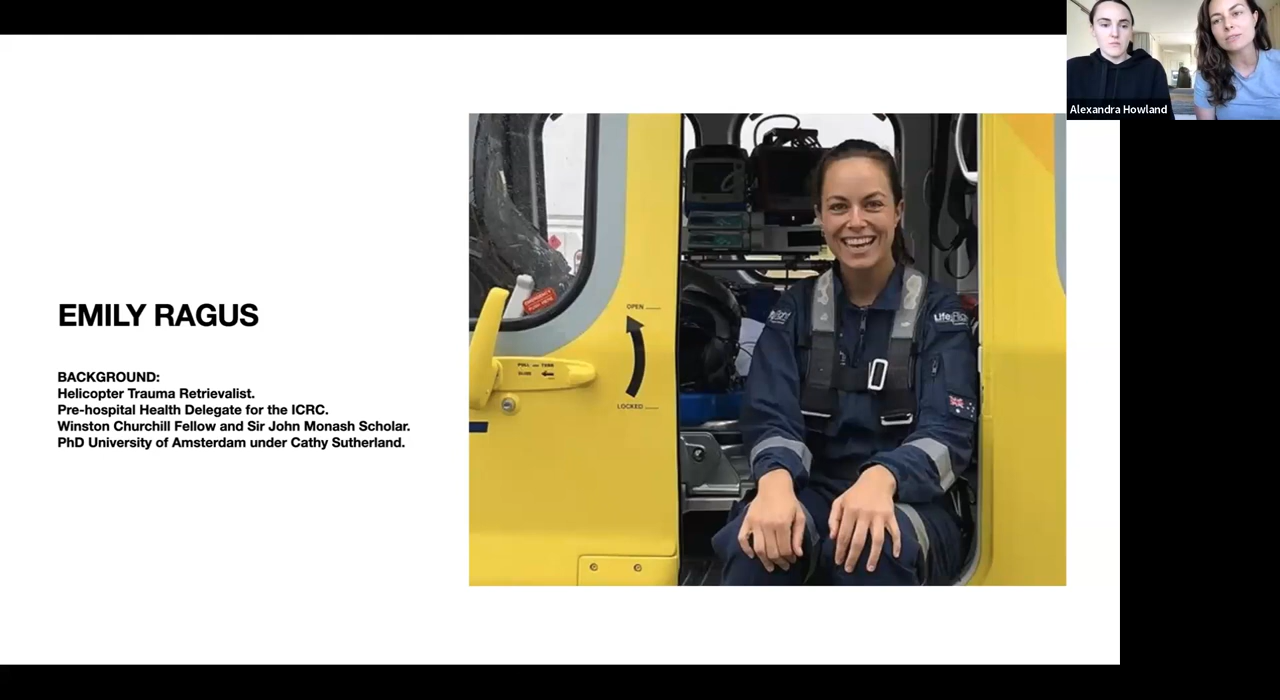 Alexandra Howland
EMILY RAGUS
BACKGROUND:
Helicopter Trauma Retrievalist.
Pre-hospital Health Delegate for the ICRC.
Winston Churchill Fellow and Sir John Monash Scholar.
PhD University of Amsterdam under Cathy Sutherland.
OPEN
LOCKED
EMERGENCY